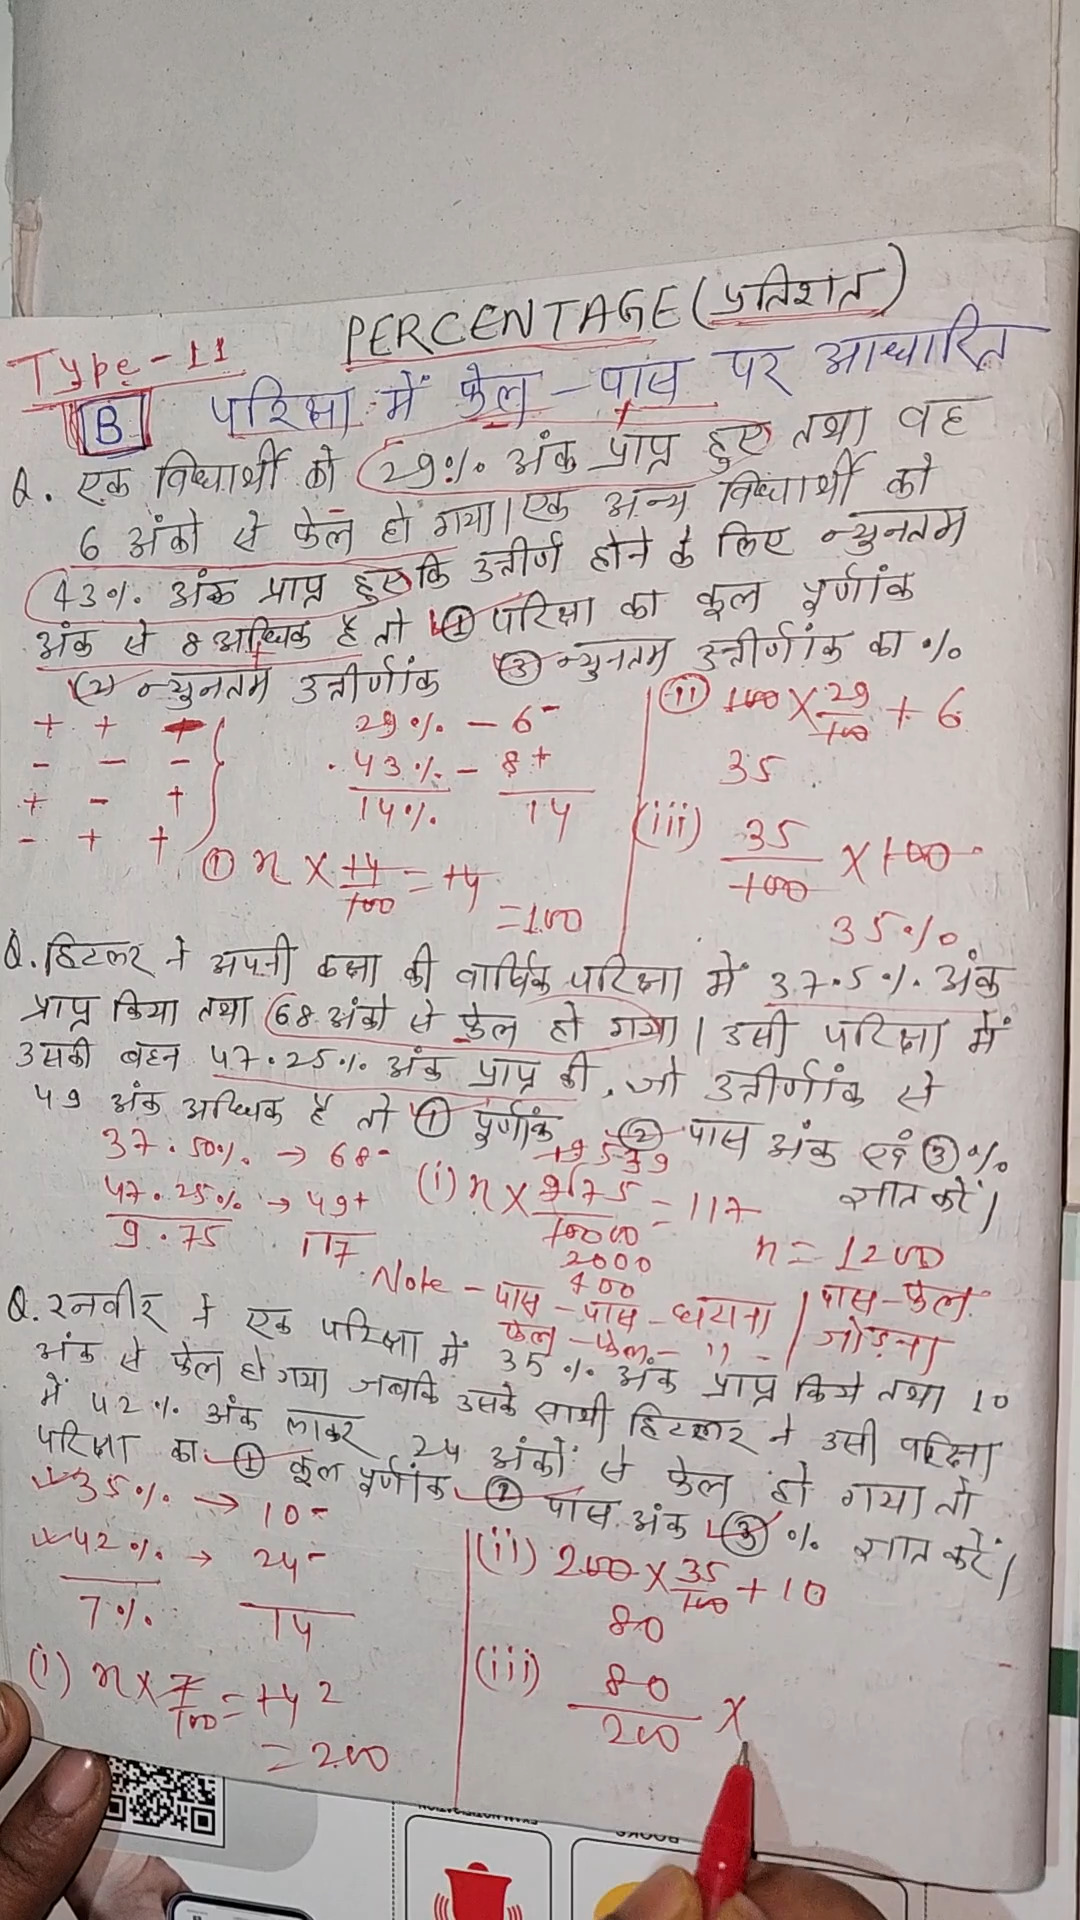 PERCENTAGE (प्रतिशत)
Type-11
B परिक्षा में फेल-पास पर आधारित
Q. एक विधार्थी को 29% अंक प्राप्त हुए तथा वह
6 अंको से फेल हो गया। एक अन्य विधार्थी को
43% अंक प्राप्त हुए कि उत्तीर्ण होने के लिए न्युनतम
अंक से 8 अधिक है तो ① परिक्षा का कुल पूर्णांक
② न्युनतम उत्तीर्णांक ③ न्युनतम उत्तीर्णांक का %
+ + +
- - -
+ - +
- + +
29% - 6-
43% - 8+
14% 14
① n × 14/100 = 14
= 100
(ii) 100 × 29/100 + 6
35
(iii) 35/100 × 100
35%
Q. हिटलर ने अपनी कक्षा की वार्षिक परिक्षा में 37.5% अंक
प्राप्त किया तथा 68 अंको से फेल हो गया। इसी परिक्षा में
उसकी बहन 47.25% अंक प्राप्त की, जो उत्तीर्णांक से
49 अंक अधिक है तो ① पूर्णांक ② पास अंक एवं ③ %
ज्ञात करें।
37.50% → 68-
47.25% → 49+
9.75 117
(i) n × 975/10000 = 117
195 39
2000
400
n = 1200
Note - पास - पास - घटाना / पास - फेल
फेल - फेल - " - / जोड़ना
Q. रनवीर ने एक परिक्षा में 35% अंक प्राप्त किये तथा 10
अंक से फेल हो गया जबकि उसके साथी हिटलर ने उसी परिक्षा
में 42% अंक लाकर 24 अंकों से फेल हो गया तो
परिक्षा का ① कुल पूर्णांक ② पास अंक ③ % ज्ञात करें।
35% → 10-
42% → 24-
7% 14
(i) n × 7/100 = 14 2
= 200
(ii) 200 × 35/100 + 10
80
(iii) 80/200 ×